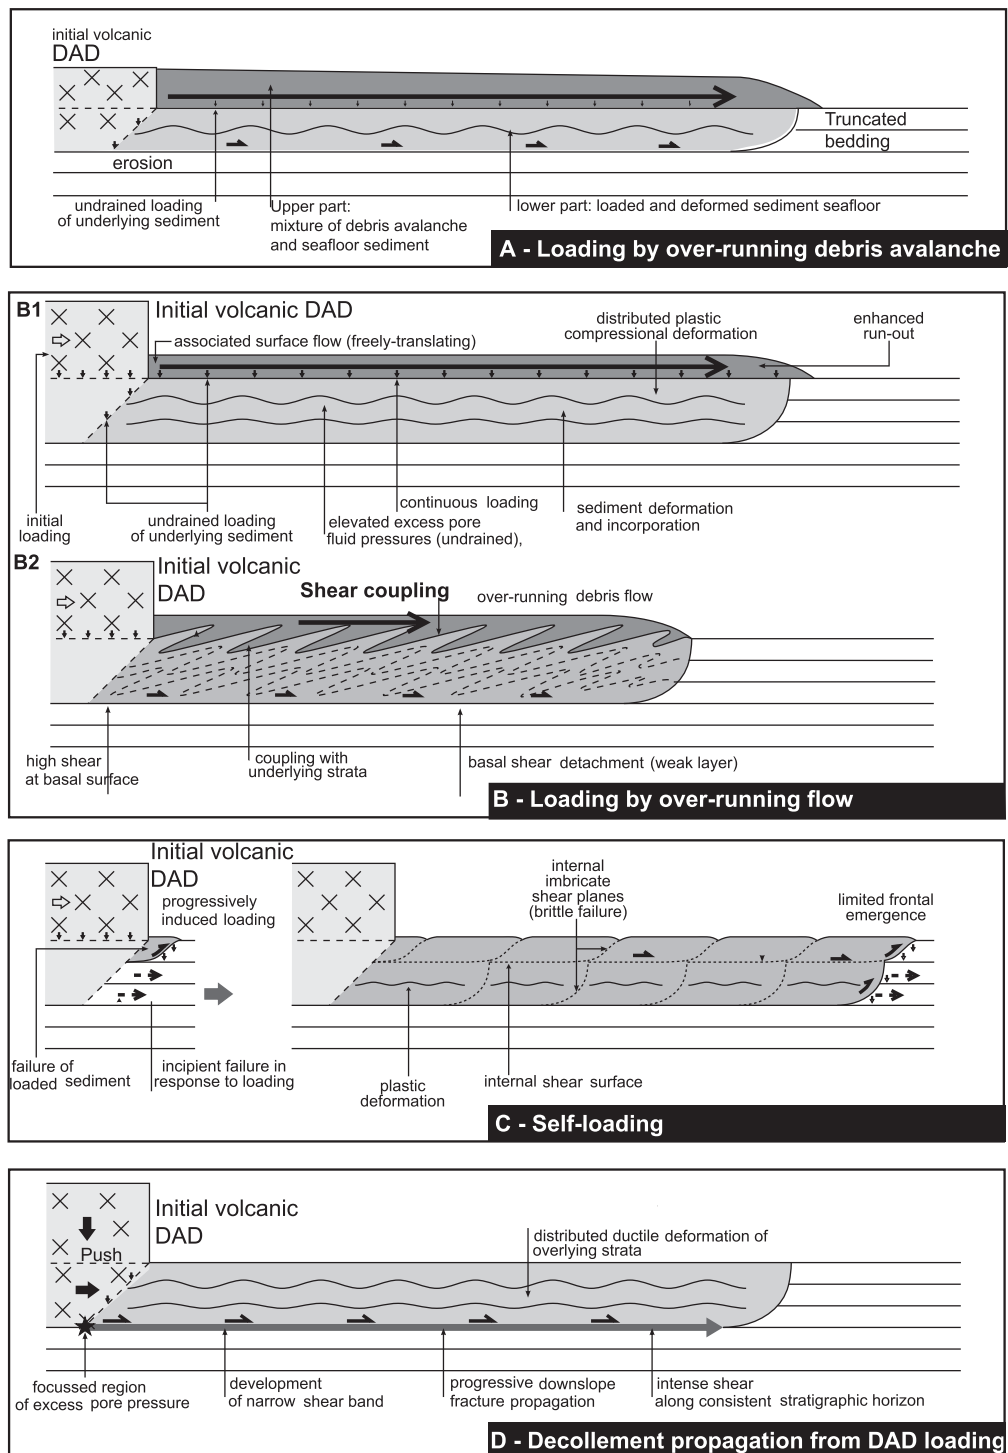 initial volcanic
DAD
erosion
Truncated
bedding
undrained loading
of underlying sediment
Upper part:
mixture of debris avalanche
and seafloor sediment
lower part: loaded and deformed sediment seafloor
A - Loading by over-running debris avalanche
B1
Initial volcanic DAD
associated surface flow (freely-translating)
distributed plastic
compressional deformation
enhanced
run-out
initial
loading
undrained loading
of underlying sediment
elevated excess pore
fluid pressures (undrained),
continuous loading
sediment deformation
and incorporation
B2
Initial volcanic
DAD
Shear coupling
over-running debris flow
high shear
at basal surface
coupling with
underlying strata
basal shear detachment (weak layer)
B - Loading by over-running flow
Initial volcanic
DAD
progressively
induced loading
internal
imbricate
shear planes
(brittle failure)
limited frontal
emergence
failure of
loaded sediment
incipient failure in
response to loading
plastic
deformation
internal shear surface
C - Self-loading
Initial volcanic
DAD
Push
distributed ductile deformation of
overlying strata
focussed region
of excess pore pressure
development
of narrow shear band
progressive downslope
fracture propagation
intense shear
along consistent stratigraphic horizon
D - Decollement propagation from DAD loading